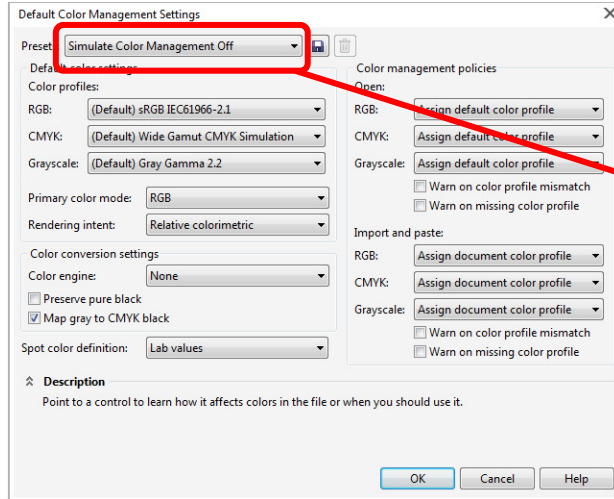 Default Color Management Settings
Preset: Simulate Color Management Off
Default color settings
Color profiles:
RGB: (Default) sRGB IEC61966-2.1
CMYK: (Default) Wide Gamut CMYK Simulation
Grayscale: (Default) Gray Gamma 2.2
Primary color mode: RGB
Rendering intent: Relative colorimetric
Color conversion settings
Color engine: None
Preserve pure black
Map gray to CMYK black
Spot color definition: Lab values
Color management policies
Open:
RGB: Assign default color profile
CMYK: Assign default color profile
Grayscale: Assign default color profile
Warn on color profile mismatch
Warn on missing color profile
Import and paste:
RGB: Assign document color profile
CMYK: Assign document color profile
Grayscale: Assign document color profile
Warn on color profile mismatch
Warn on missing color profile
Description
Point to a control to learn how it affects colors in the file or when you should use it.
OK Cancel Help